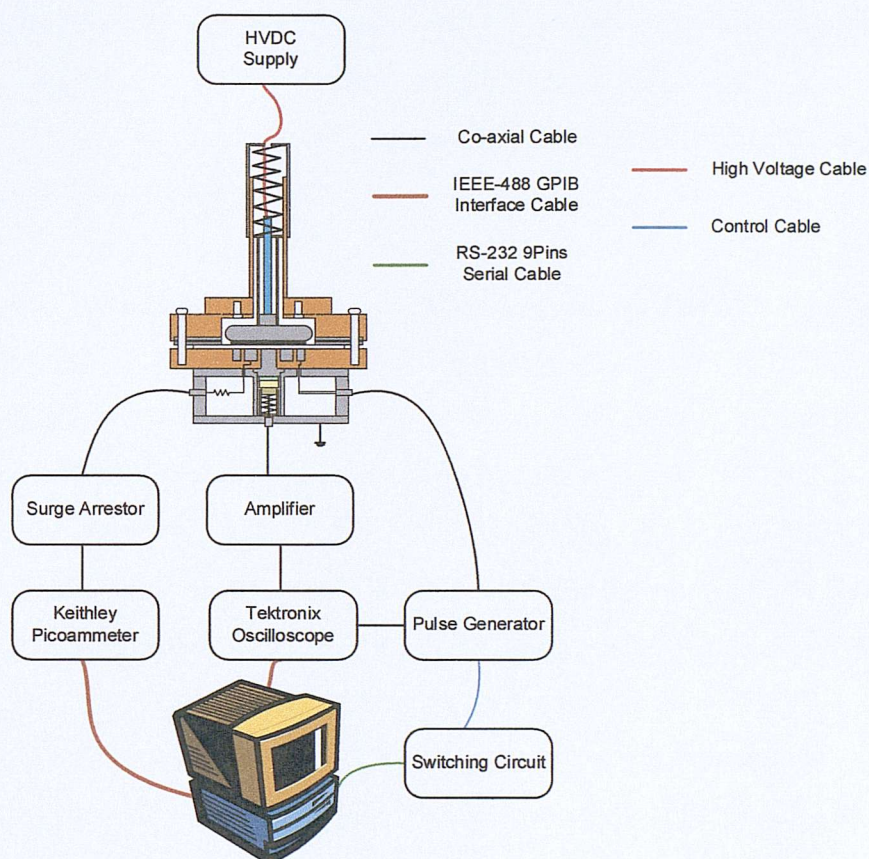 HVDC
Supply
Co-axial Cable
IEEE-488 GPIB
Interface Cable
RS-232 9Pins
Serial Cable
High Voltage Cable
Control Cable
Surge Arrestor
Amplifier
Keithley
Picoammeter
Tektronix
Oscilloscope
Pulse Generator
Switching Circuit